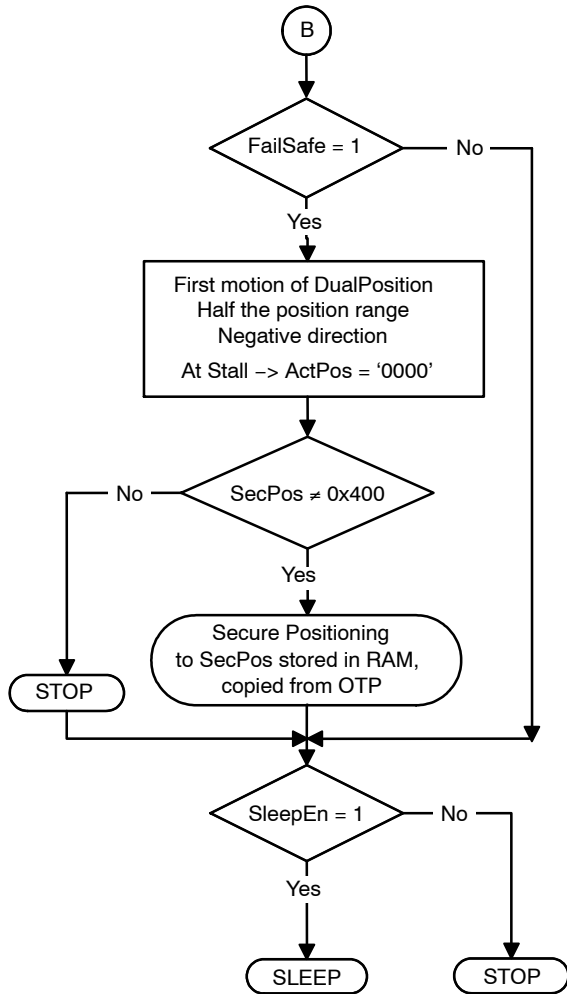 B
FailSafe = 1
No
Yes
First motion of DualPosition
Half the position range
Negative direction
At Stall −> ActPos = ‘0000’
No
SecPos ≠ 0x400
Yes
Secure Positioning
to SecPos stored in RAM,
copied from OTP
STOP
SleepEn = 1
No
Yes
SLEEP
STOP